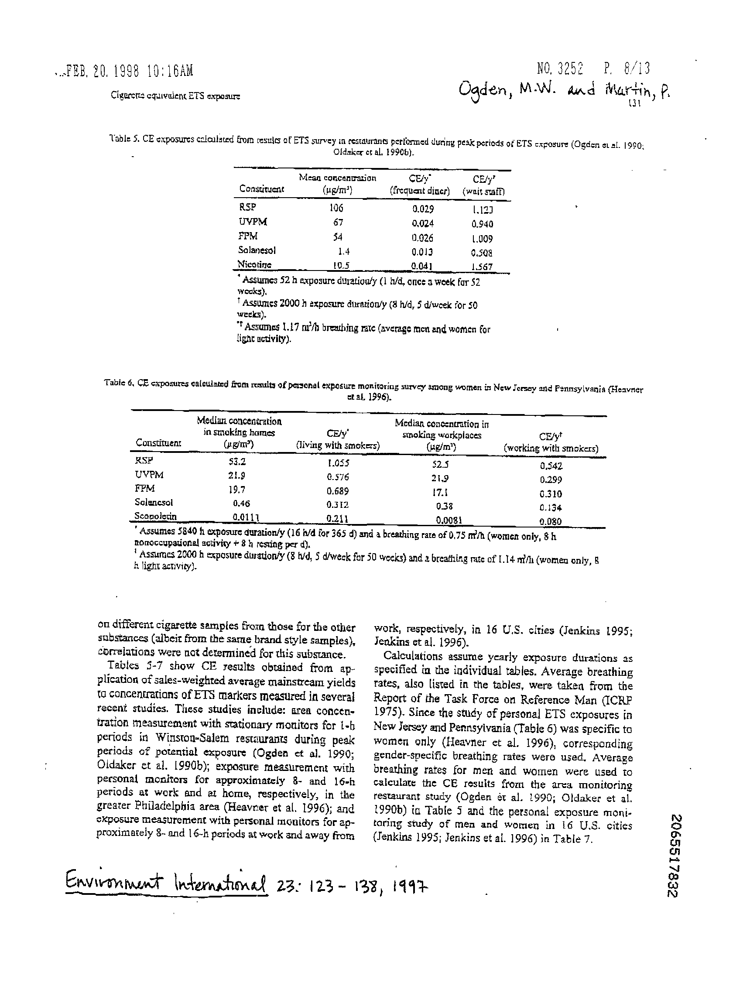 ...FEB. 20. 1998 10:16AM
NO. 3252 P. 8/13
Cigarette equivalent ETS exposure
Ogden, M.W. and Martin, P.
131
Table 5. CE exposures calculated from results of ETS survey in restaurants performed during peak periods of ETS exposure (Ogden et al. 1990;
Oldaker et al. 1990b).
Mean concentration CE/y* CE/y†
Constituent (µg/m³) (frequent diner) (wait staff)
RSP 106 0.029 1.123
UVPM 67 0.024 0.940
FPM 54 0.026 1.009
Solanesol 1.4 0.013 0.508
Nicotine 10.5 0.041 1.567
* Assumes 52 h exposure duration/y (1 h/d, once a week for 52
weeks).
† Assumes 2000 h exposure duration/y (8 h/d, 5 d/week for 50
weeks).
*† Assumes 1.17 m³/h breathing rate (average men and women for
light activity).
Table 6. CE exposures calculated from results of personal exposure monitoring survey among women in New Jersey and Pennsylvania (Heavner
et al. 1996).
Median concentration Median concentration in
in smoking homes CE/y* smoking workplaces CE/y†
Constituent (µg/m³) (living with smokers) (µg/m³) (working with smokers)
RSP 53.2 1.055 52.5 0.542
UVPM 21.9 0.576 21.9 0.299
FPM 19.7 0.689 17.1 0.310
Solanesol 0.46 0.312 0.38 0.134
Scopoletin 0.0111 0.211 0.0081 0.080
* Assumes 5840 h exposure duration/y (16 h/d for 365 d) and a breathing rate of 0.75 m³/h (women only, 8 h
nonoccupational activity + 8 h resting per d).
† Assumes 2000 h exposure duration/y (8 h/d, 5 d/week for 50 weeks) and a breathing rate of 1.14 m³/h (women only, 8
h light activity).
on different cigarette samples from those for the other
substances (albeit from the same brand style samples),
correlations were not determined for this substance.
Tables 5-7 show CE results obtained from ap-
plication of sales-weighted average mainstream yields
to concentrations of ETS markers measured in several
recent studies. These studies include: area concen-
tration measurement with stationary monitors for 1-h
periods in Winston-Salem restaurants during peak
periods of potential exposure (Ogden et al. 1990;
Oldaker et al. 1990b); exposure measurement with
personal monitors for approximately 8- and 16-h
periods at work and at home, respectively, in the
greater Philadelphia area (Heavner et al. 1996); and
exposure measurement with personal monitors for ap-
proximately 8- and 16-h periods at work and away from
work, respectively, in 16 U.S. cities (Jenkins 1995;
Jenkins et al. 1996).
Calculations assume yearly exposure durations as
specified in the individual tables. Average breathing
rates, also listed in the tables, were taken from the
Report of the Task Force on Reference Man (ICRP
1975). Since the study of personal ETS exposures in
New Jersey and Pennsylvania (Table 6) was specific to
women only (Heavner et al. 1996), corresponding
gender-specific breathing rates were used. Average
breathing rates for men and women were used to
calculate the CE results from the area monitoring
restaurant study (Ogden et al. 1990; Oldaker et al.
1990b) in Table 5 and the personal exposure moni-
toring study of men and women in 16 U.S. cities
(Jenkins 1995; Jenkins et al. 1996) in Table 7.
2065517832
Environment International 23: 123-138, 1997